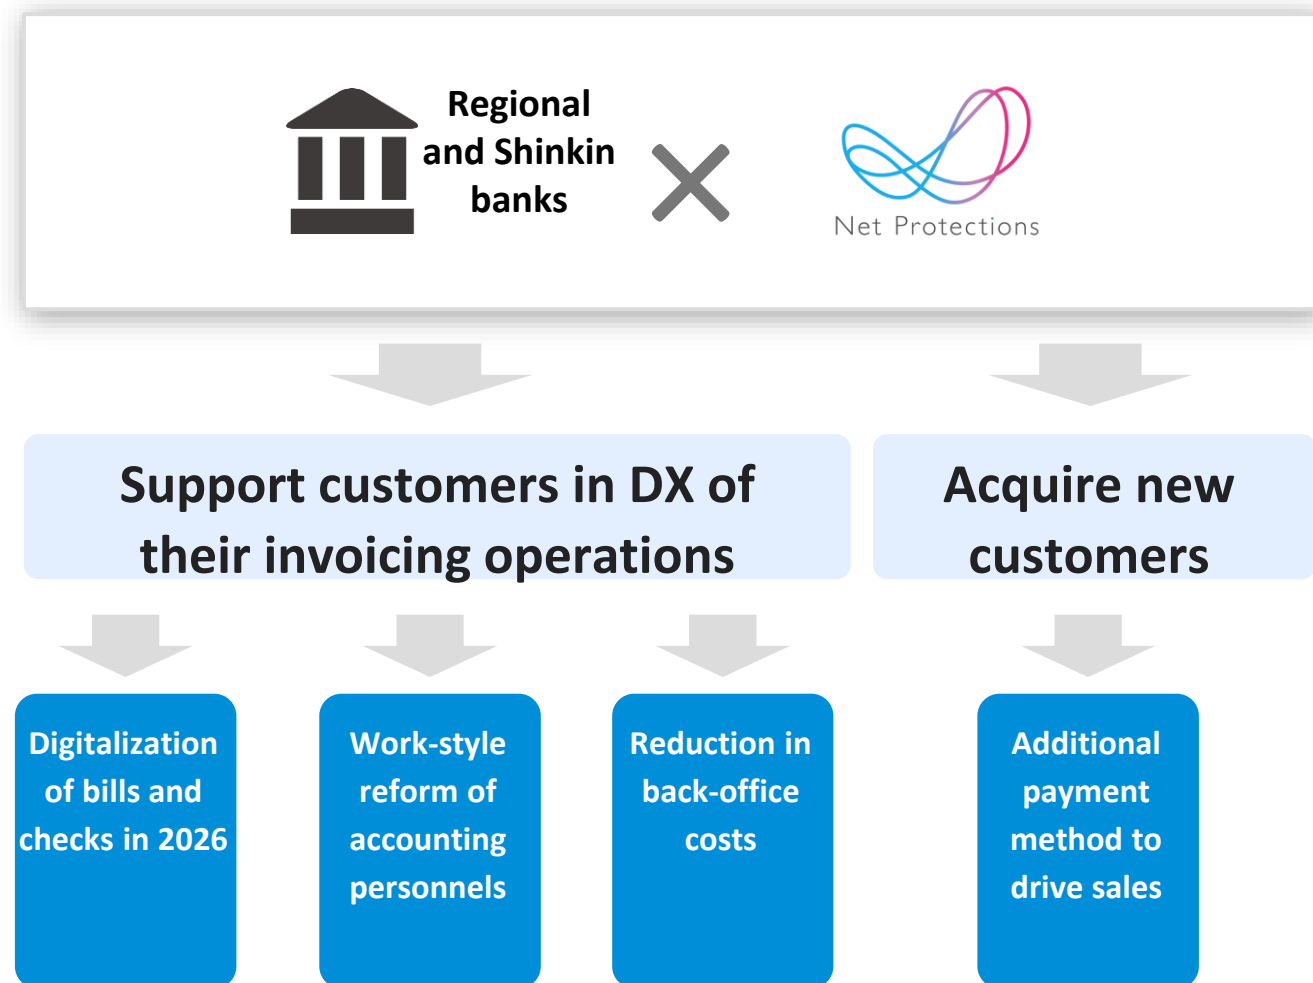 Regional
and Shinkin
banks
Net Protections
Support customers in DX of
their invoicing operations
Acquire new
customers
Digitalization
of bills and
checks in 2026
Work-style
reform of
accounting
personnels
Reduction in
back-office
costs
Additional
payment
method to
drive sales